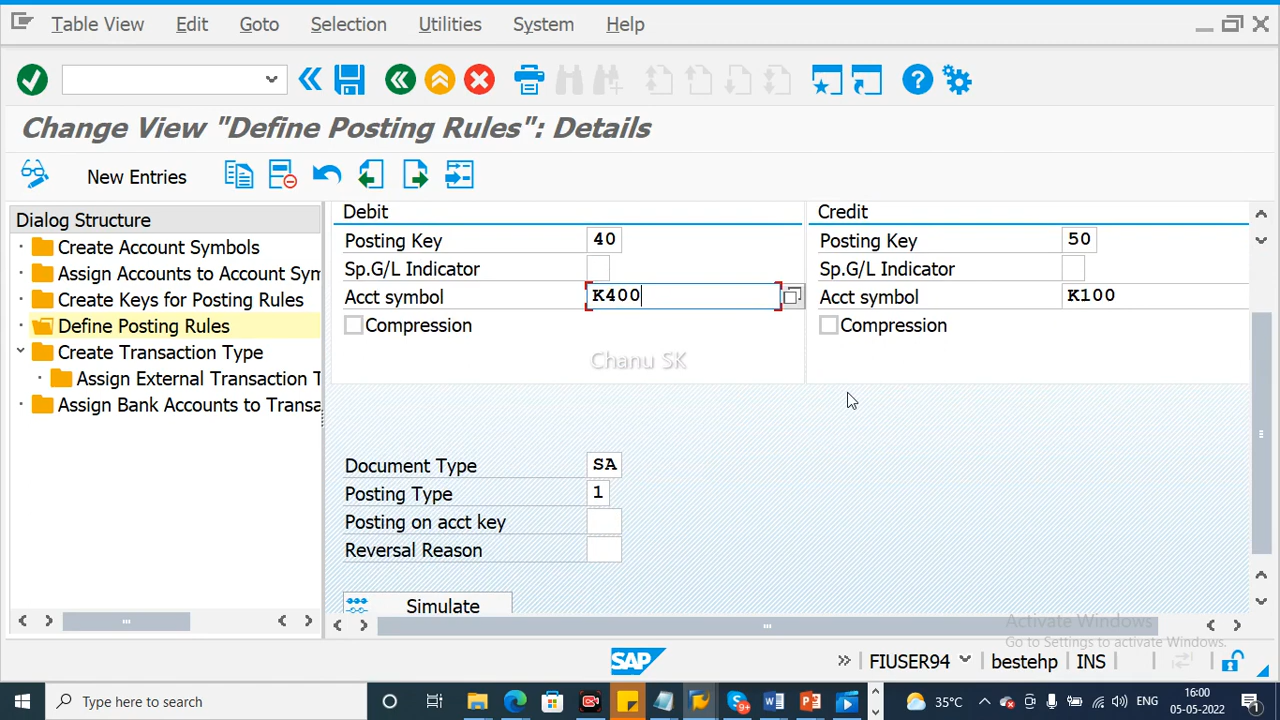 Table View Edit Goto Selection Utilities System Help
Change View "Define Posting Rules": Details
New Entries
Dialog Structure
Create Account Symbols
Assign Accounts to Account Sym
Create Keys for Posting Rules
Define Posting Rules
Create Transaction Type
Assign External Transaction T
Assign Bank Accounts to Transa
Debit
Posting Key 40
Sp.G/L Indicator
Acct symbol K400
Compression
Credit
Posting Key 50
Sp.G/L Indicator
Acct symbol K100
Compression
Chanu SK
Document Type SA
Posting Type 1
Posting on acct key
Reversal Reason
Simulate
Activate Windows
Go to Settings to activate Windows.
SAP
FIUSER94 bestehp INS
Type here to search
35°C
ENG
16:00
05-05-2022